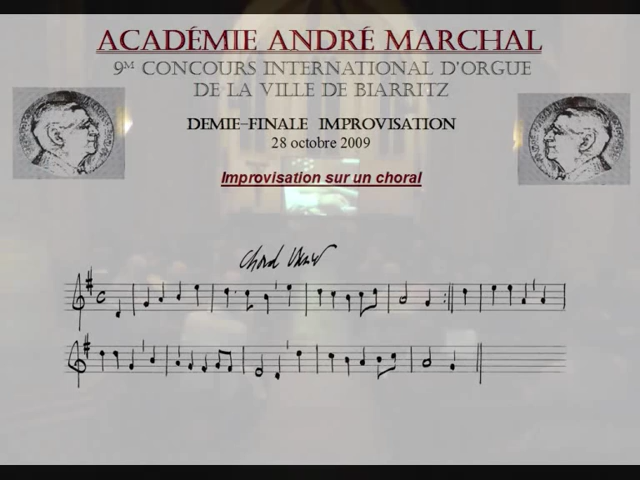 ACADÉMIE ANDRÉ MARCHAL
9M CONCOURS INTERNATIONAL D'ORGUE
DE LA VILLE DE BIARRITZ
DEMIE-FINALE IMPROVISATION
28 octobre 2009
Improvisation sur un choral
Choral